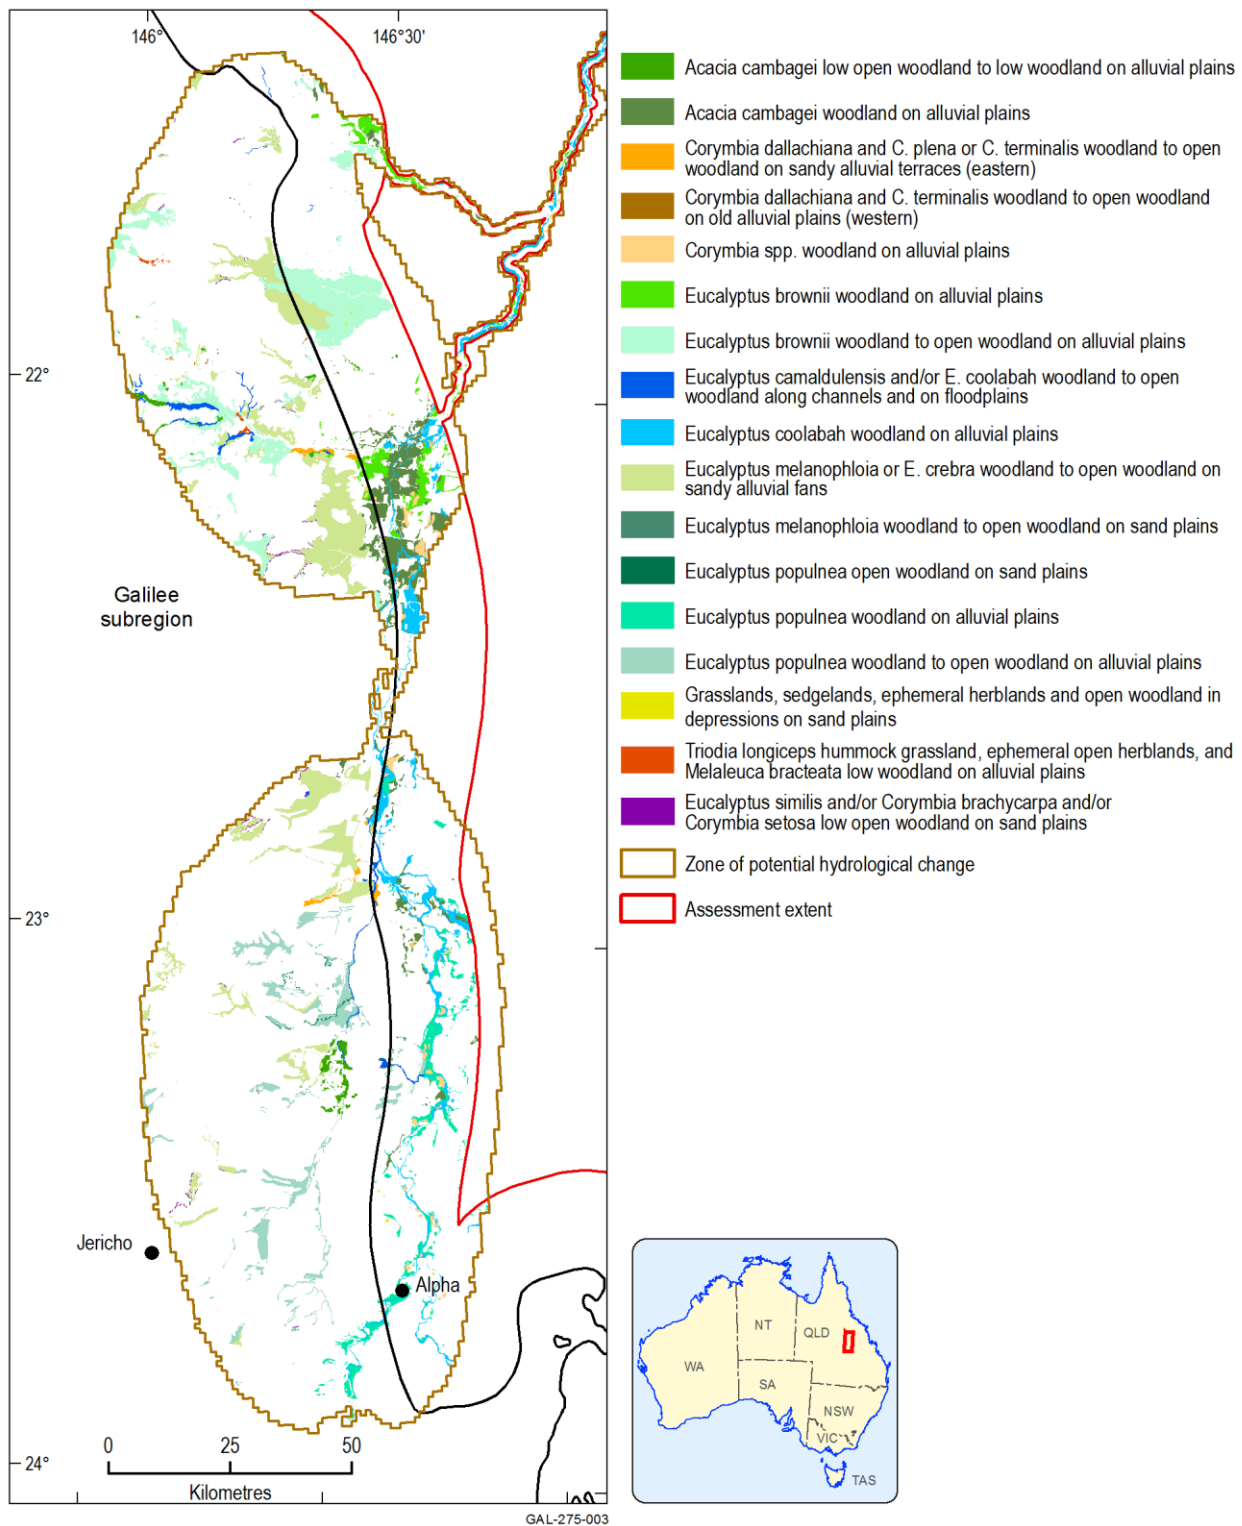 146°
146°30'
22°
Galilee
subregion
23°
Jericho
Alpha
24°
0
25
50
Kilometres
GAL-275-003
Acacia cambagei low open woodland to low woodland on alluvial plains
Acacia cambagei woodland on alluvial plains
Corymbia dallachiana and C. plena or C. terminalis woodland to open
woodland on sandy alluvial terraces (eastern)
Corymbia dallachiana and C. terminalis woodland to open woodland
on old alluvial plains (western)
Corymbia spp. woodland on alluvial plains
Eucalyptus brownii woodland on alluvial plains
Eucalyptus brownii woodland to open woodland on alluvial plains
Eucalyptus camaldulensis and/or E. coolabah woodland to open
woodland along channels and on floodplains
Eucalyptus coolabah woodland on alluvial plains
Eucalyptus melanophloia or E. crebra woodland to open woodland on
sandy alluvial fans
Eucalyptus melanophloia woodland to open woodland on sand plains
Eucalyptus populnea open woodland on sand plains
Eucalyptus populnea woodland on alluvial plains
Eucalyptus populnea woodland to open woodland on alluvial plains
Grasslands, sedgelands, ephemeral herblands and open woodland in
depressions on sand plains
Triodia longiceps hummock grassland, ephemeral open herblands, and
Melaleuca bracteata low woodland on alluvial plains
Eucalyptus similis and/or Corymbia brachycarpa and/or
Corymbia setosa low open woodland on sand plains
Zone of potential hydrological change
Assessment extent
NT
QLD
WA
SA
NSW
VIC
TAS